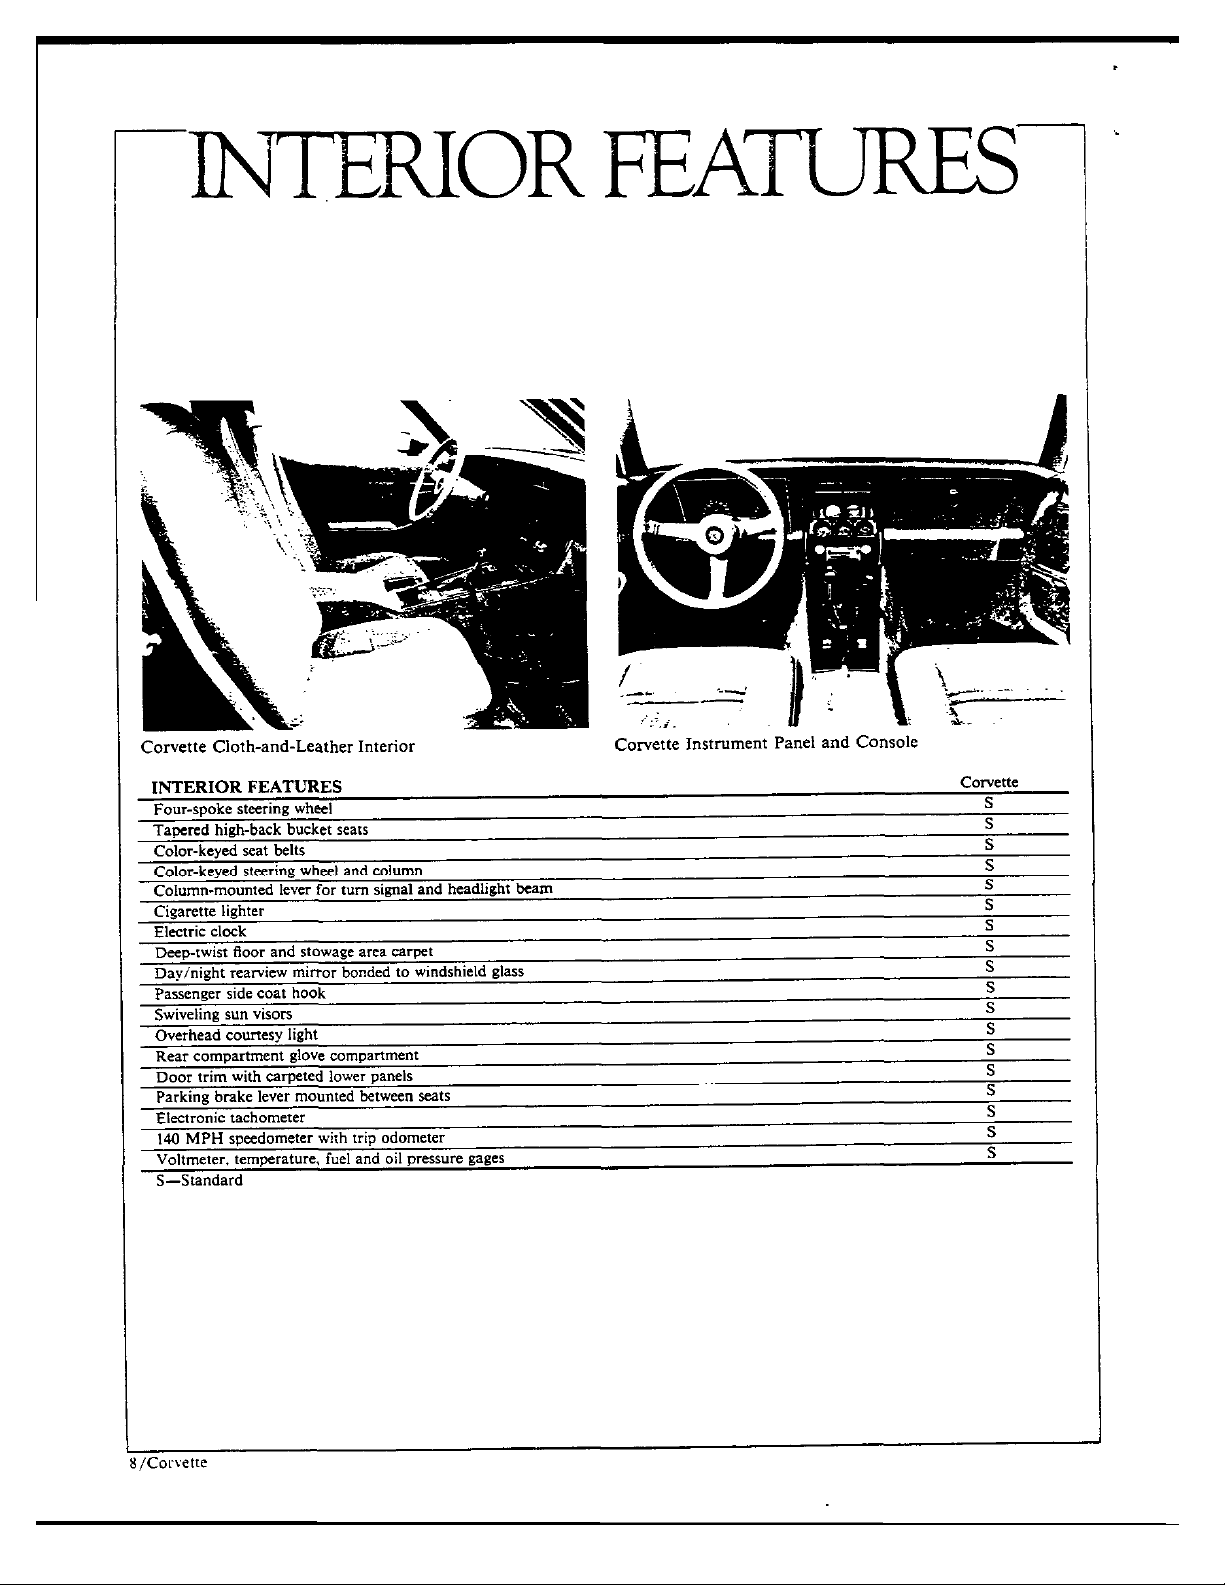 INTERIOR FEATURES
Corvette Cloth-and-Leather Interior
Corvette Instrument Panel and Console
INTERIOR FEATURES Corvette
Four-spoke steering wheel S
Tapered high-back bucket seats S
Color-keyed seat belts S
Color-keyed steering wheel and column S
Column-mounted lever for turn signal and headlight beam S
Cigarette lighter S
Electric clock S
Deep-twist floor and stowage area carpet S
Day/night rearview mirror bonded to windshield glass S
Passenger side coat hook S
Swiveling sun visors S
Overhead courtesy light S
Rear compartment glove compartment S
Door trim with carpeted lower panels S
Parking brake lever mounted between seats S
Electronic tachometer S
140 MPH speedometer with trip odometer S
Voltmeter, temperature, fuel and oil pressure gages S
S—Standard
8/Corvette